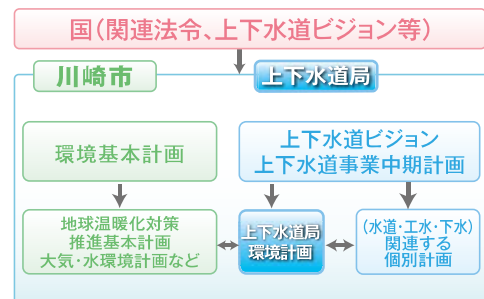 国（関連法令、上下水道ビジョン等）
川崎市
上下水道局
環境基本計画
上下水道ビジョン
上下水道事業中期計画
地球温暖化対策
推進基本計画
大気・水環境計画など
上下水道局
環境計画
（水道・工水・下水）
関連する
個別計画